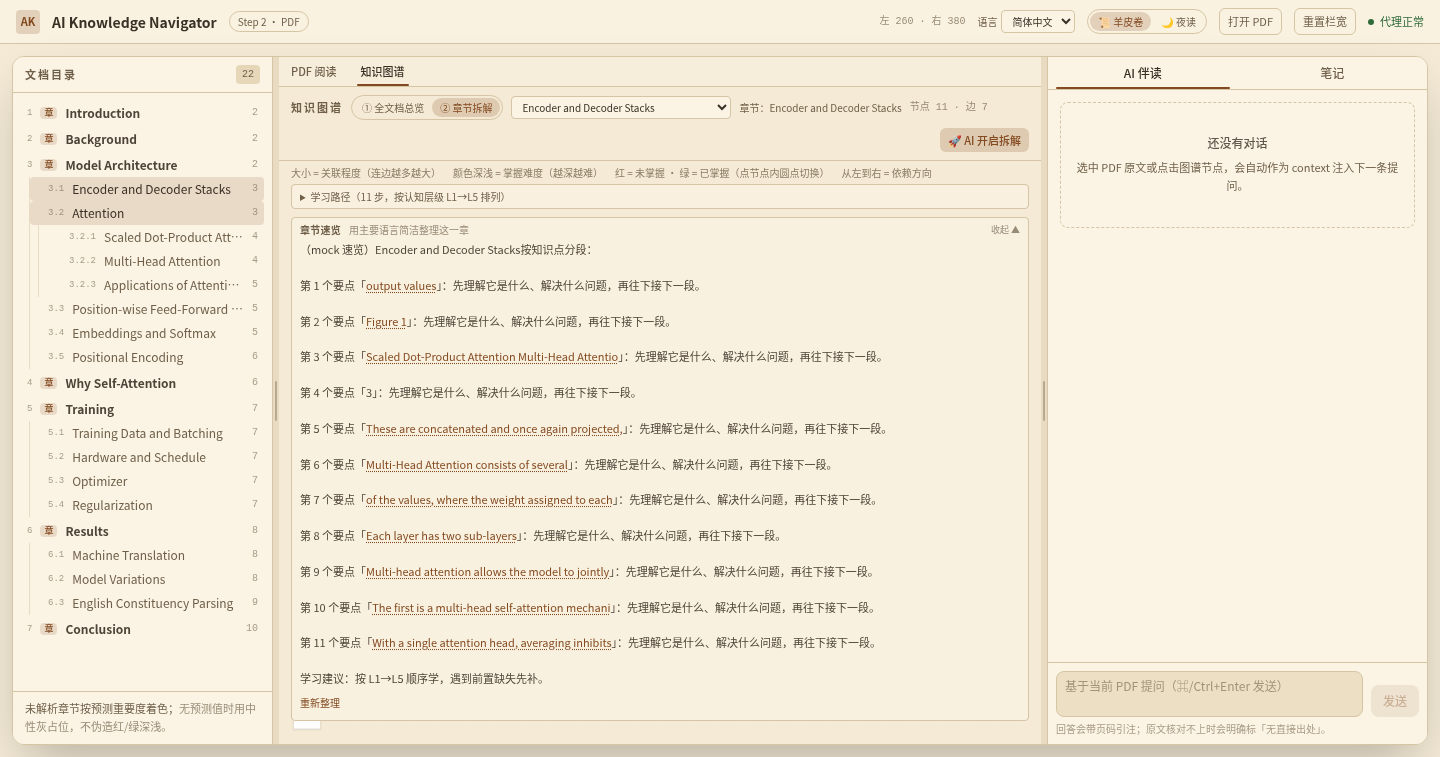 AK AI Knowledge Navigator Step 2 · PDF 左 260 · 右 380 语言 简体中文 📜 羊皮卷 🌙 夜读 打开 PDF 重置栏宽 代理正常
文档目录 22
1 章 Introduction 2
2 章 Background 2
3 章 Model Architecture 2
3.1 Encoder and Decoder Stacks 3
3.2 Attention 3
3.2.1 Scaled Dot-Product Att··· 4
3.2.2 Multi-Head Attention 4
3.2.3 Applications of Attenti··· 5
3.3 Position-wise Feed-Forward ··· 5
3.4 Embeddings and Softmax 5
3.5 Positional Encoding 6
4 章 Why Self-Attention 6
5 章 Training 7
5.1 Training Data and Batching 7
5.2 Hardware and Schedule 7
5.3 Optimizer 7
5.4 Regularization 7
6 章 Results 8
6.1 Machine Translation 8
6.2 Model Variations 8
6.3 English Constituency Parsing 9
7 章 Conclusion 10
未解析章节按预测重要度着色；无预测值时用中
性灰占位，不伪造红/绿深浅。
PDF 阅读 知识图谱
知识图谱 ① 全文档总览 ② 章节拆解 Encoder and Decoder Stacks 章节：Encoder and Decoder Stacks 节点 11 · 边 7
🚀 AI 开启拆解
大小 = 关联程度（连边越多越大） 颜色深浅 = 掌握难度（越深越难） 红 = 未掌握 · 绿 = 已掌握（点节点内圆点切换） 从左到右 = 依赖方向
▶ 学习路径（11 步，按认知层级 L1→L5 排列）
章节速览 用主要语言简洁整理这一章 收起 ▲
（mock 速览）Encoder and Decoder Stacks按知识点分段：
第 1 个要点「output values」：先理解它是什么、解决什么问题，再往下接下一段。
第 2 个要点「Figure 1」：先理解它是什么、解决什么问题，再往下接下一段。
第 3 个要点「Scaled Dot-Product Attention Multi-Head Attentio」：先理解它是什么、解决什么问题，再往下接下一段。
第 4 个要点「3」：先理解它是什么、解决什么问题，再往下接下一段。
第 5 个要点「These are concatenated and once again projected,」：先理解它是什么、解决什么问题，再往下接下一段。
第 6 个要点「Multi-Head Attention consists of several」：先理解它是什么、解决什么问题，再往下接下一段。
第 7 个要点「of the values, where the weight assigned to each」：先理解它是什么、解决什么问题，再往下接下一段。
第 8 个要点「Each layer has two sub-layers」：先理解它是什么、解决什么问题，再往下接下一段。
第 9 个要点「Multi-head attention allows the model to jointly」：先理解它是什么、解决什么问题，再往下接下一段。
第 10 个要点「The first is a multi-head self-attention mechani」：先理解它是什么、解决什么问题，再往下接下一段。
第 11 个要点「With a single attention head, averaging inhibits」：先理解它是什么、解决什么问题，再往下接下一段。
学习建议：按 L1→L5 顺序学，遇到前置缺失先补。
重新整理
AI 伴读 笔记
还没有对话
选中 PDF 原文或点击图谱节点，会自动作为 context 注入下一条提
问。
基于当前 PDF 提问（⌘/Ctrl+Enter 发送）
发送
回答会带页码引注；原文核对不上时会明确标「无直接出处」。